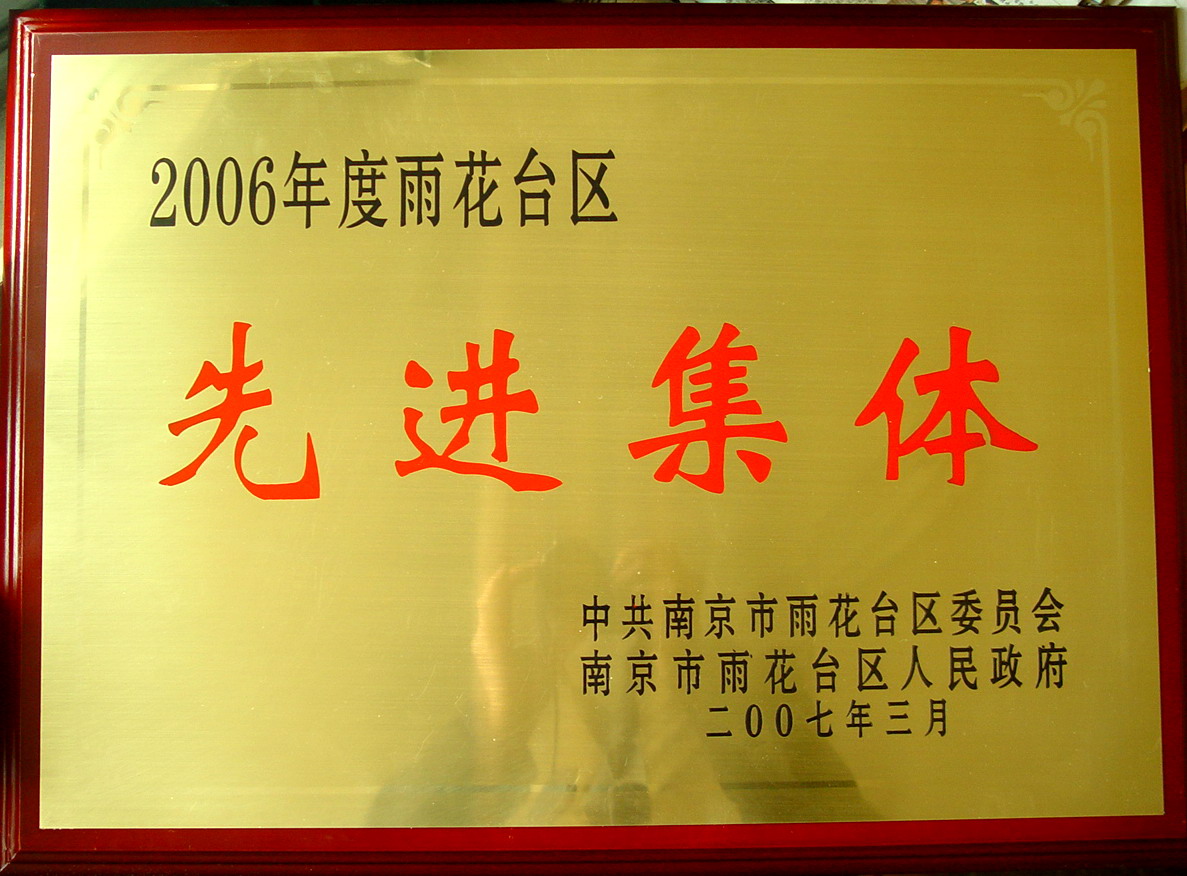 2006年度雨花台区
先进集体
中共南京市雨花台区委员会
南京市雨花台区人民政府
二00七年三月